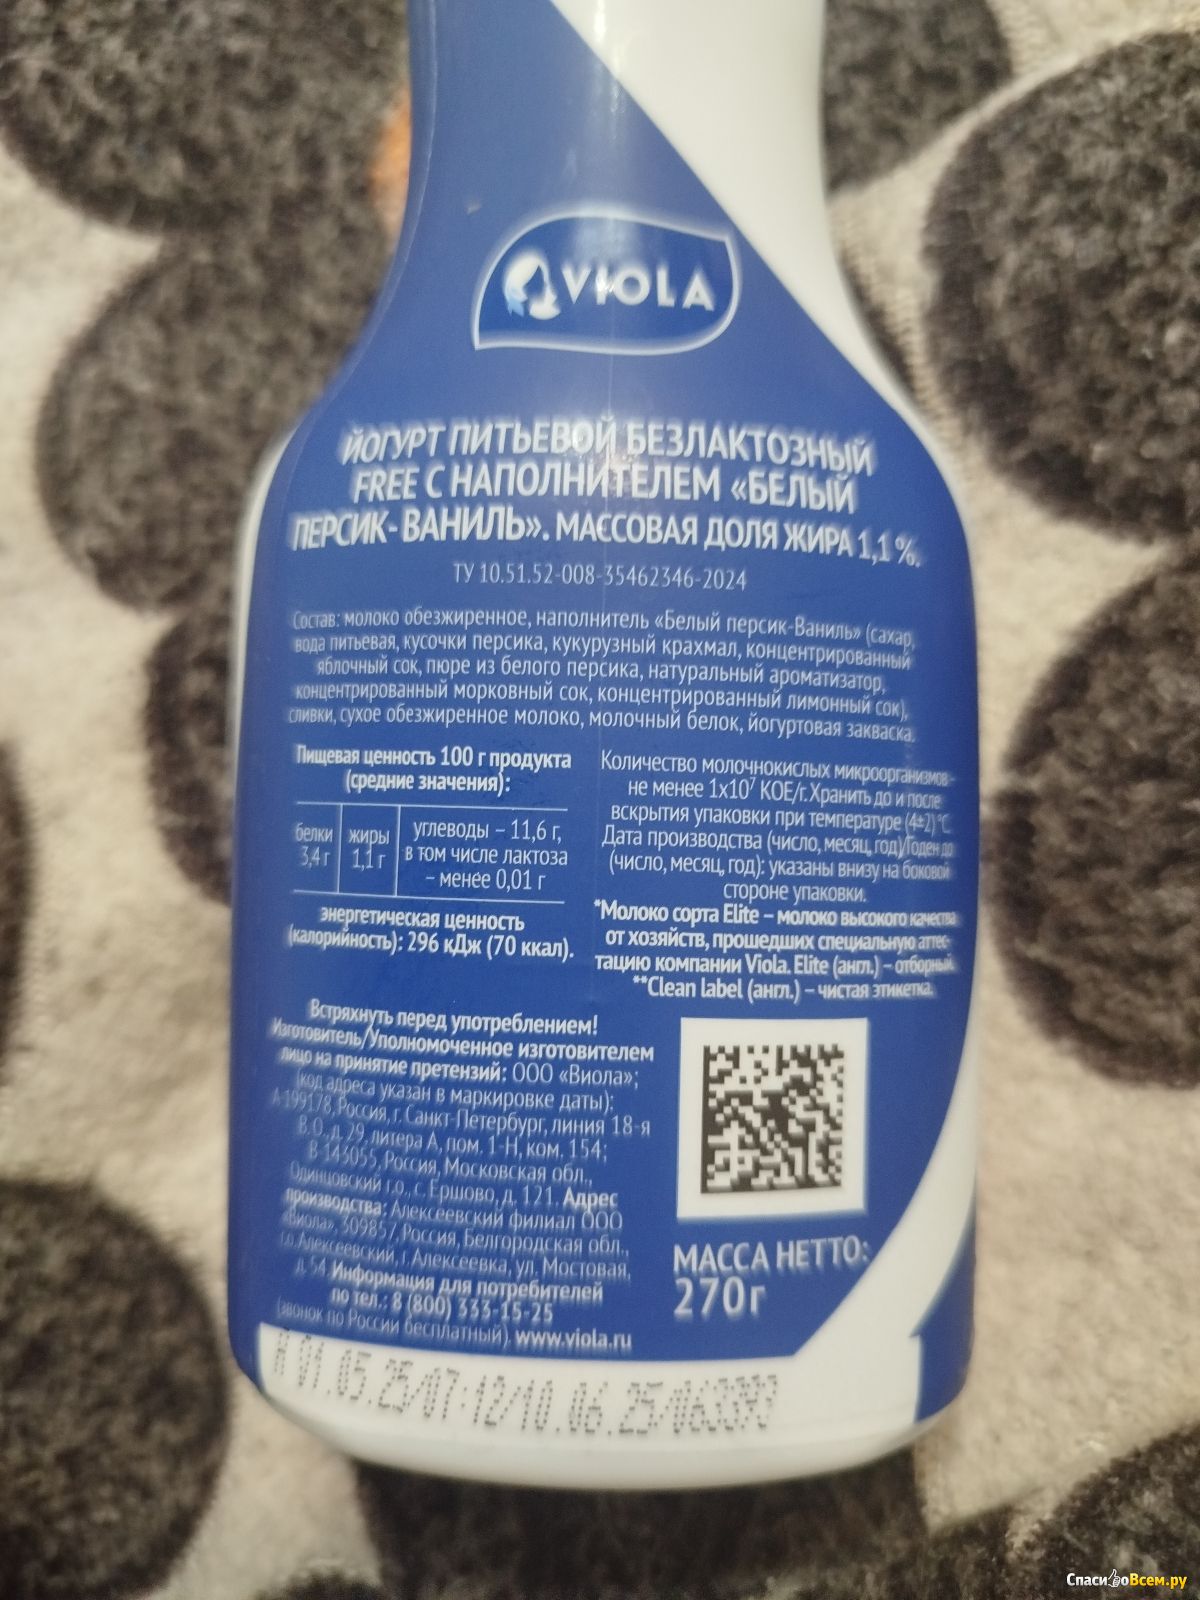 VIOLA
ЙОГУРТ ПИТЬЕВОЙ БЕЗЛАКТОЗНЫЙ
FREE С НАПОЛНИТЕЛЕМ «БЕЛЫЙ
ПЕРСИК-ВАНИЛЬ». МАССОВАЯ ДОЛЯ ЖИРА 1,1%.
ТУ 10.51.52-008-35462346-2024
Состав: молоко обезжиренное, наполнитель «Белый персик-Ваниль» (сахар,
вода питьевая, кусочки персика, кукурузный крахмал, концентрированный
яблочный сок, пюре из белого персика, натуральный ароматизатор,
концентрированный морковный сок, концентрированный лимонный сок),
сливки, сухое обезжиренное молоко, молочный белок, йогуртовая закваска.
Пищевая ценность 100 г продукта
(средние значения):
белки
3,4 г
жиры
1,1 г
углеводы – 11,6 г,
в том числе лактоза
– менее 0,01 г
энергетическая ценность
(калорийность): 296 кДж (70 ккал).
Количество молочнокислых микроорганизмов -
не менее 1х10⁷ КОЕ/г. Хранить до и после
вскрытия упаковки при температуре (4±2)°С.
Дата производства (число, месяц, год)/Годен до
(число, месяц, год): указаны внизу на боковой
стороне упаковки.
*Молоко сорта Elite – молоко высокого качества
от хозяйств, прошедших специальную аттес-
тацию компании Viola. Elite (англ.) – отборный.
**Clean label (англ.) – чистая этикетка.
Встряхнуть перед употреблением!
Изготовитель/Уполномоченное изготовителем
лицо на принятие претензий: ООО «Виола»;
(код адреса указан в маркировке даты):
А-199178, Россия, г. Санкт-Петербург, линия 18-я
В.О., д. 29, литера А, пом. 1-Н, ком. 154;
В-143055, Россия, Московская обл.,
Одинцовский г.о., с. Ершово, д. 121. Адрес
производства: Алексеевский филиал ООО
«Виола», 309857, Россия, Белгородская обл.,
г.о. Алексеевский, г. Алексеевка, ул. Мостовая,
д. 54. Информация для потребителей
по тел.: 8 (800) 333-15-25
(звонок по России бесплатный). www.viola.ru
МАССА НЕТТО:
270г
01.05.25/07:12/10.06.25/063393
СпасибоВсем.ру